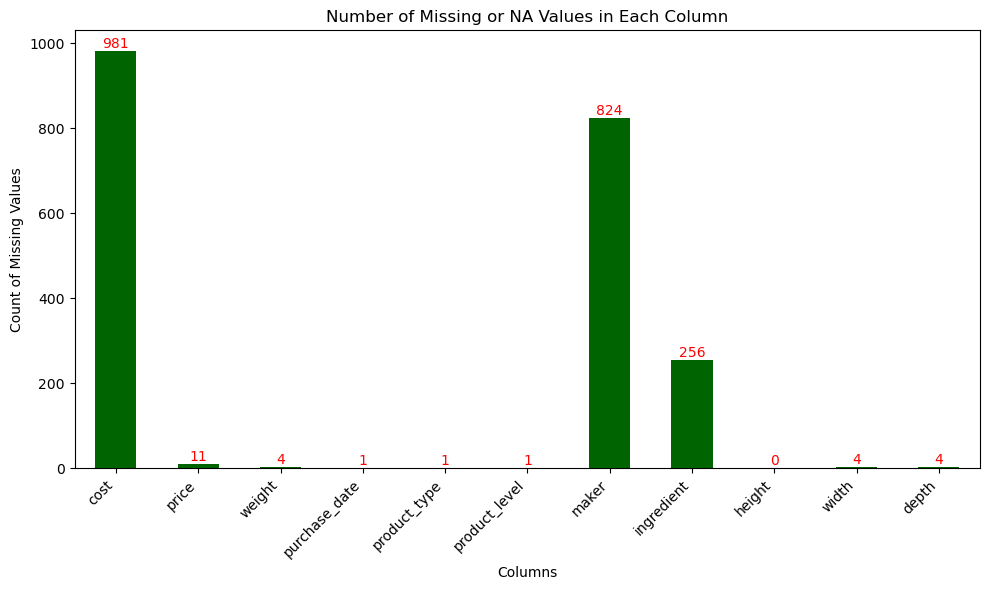 Number of Missing or NA Values in Each Column
Count of Missing Values
1000
800
600
400
200
0
981
11
4
1
1
1
824
256
0
4
4
cost
price
weight
purchase_date
product_type
product_level
maker
ingredient
height
width
depth
Columns